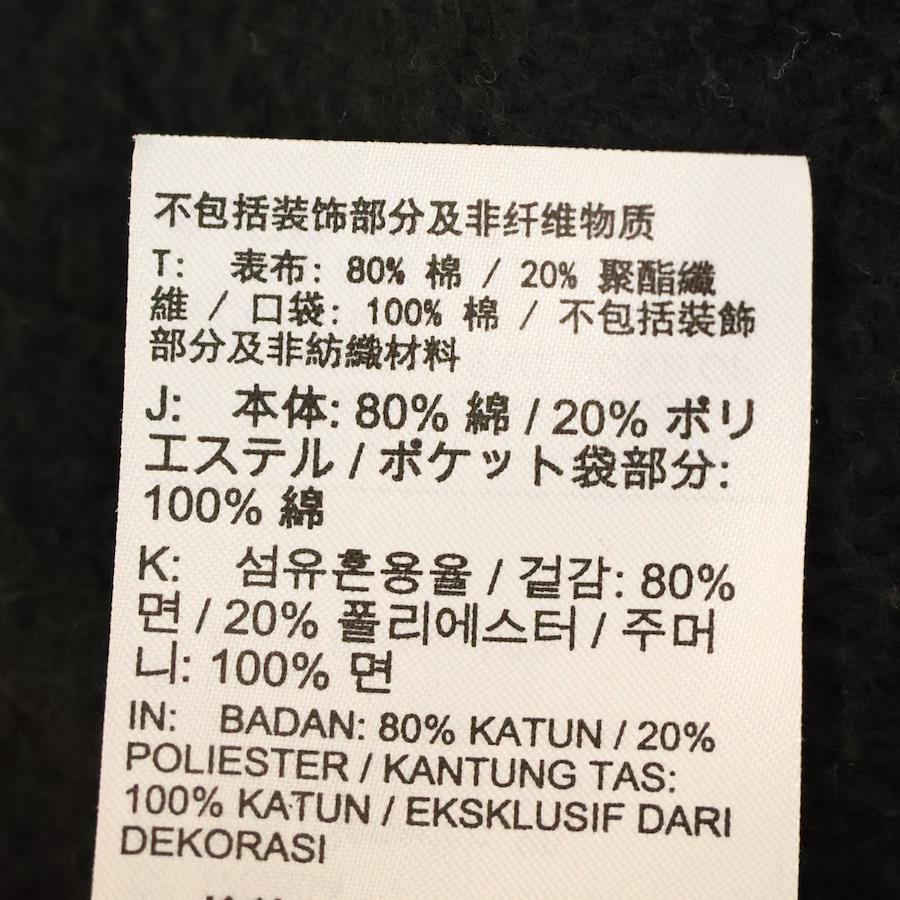 不包括装饰部分及非纤维物质
T: 表布: 80% 棉 / 20% 聚酯纖
維 / 口袋: 100% 棉 / 不包括裝飾
部分及非紡織材料
J: 本体: 80% 綿 / 20% ポリ
エステル / ポケット袋部分:
100% 綿
K: 섬유혼용율 / 겉감: 80%
면 / 20% 폴리에스터 / 주머
니: 100% 면
IN: BADAN: 80% KATUN / 20%
POLIESTER / KANTUNG TAS:
100% KATUN / EKSKLUSIF DARI
DEKORASI